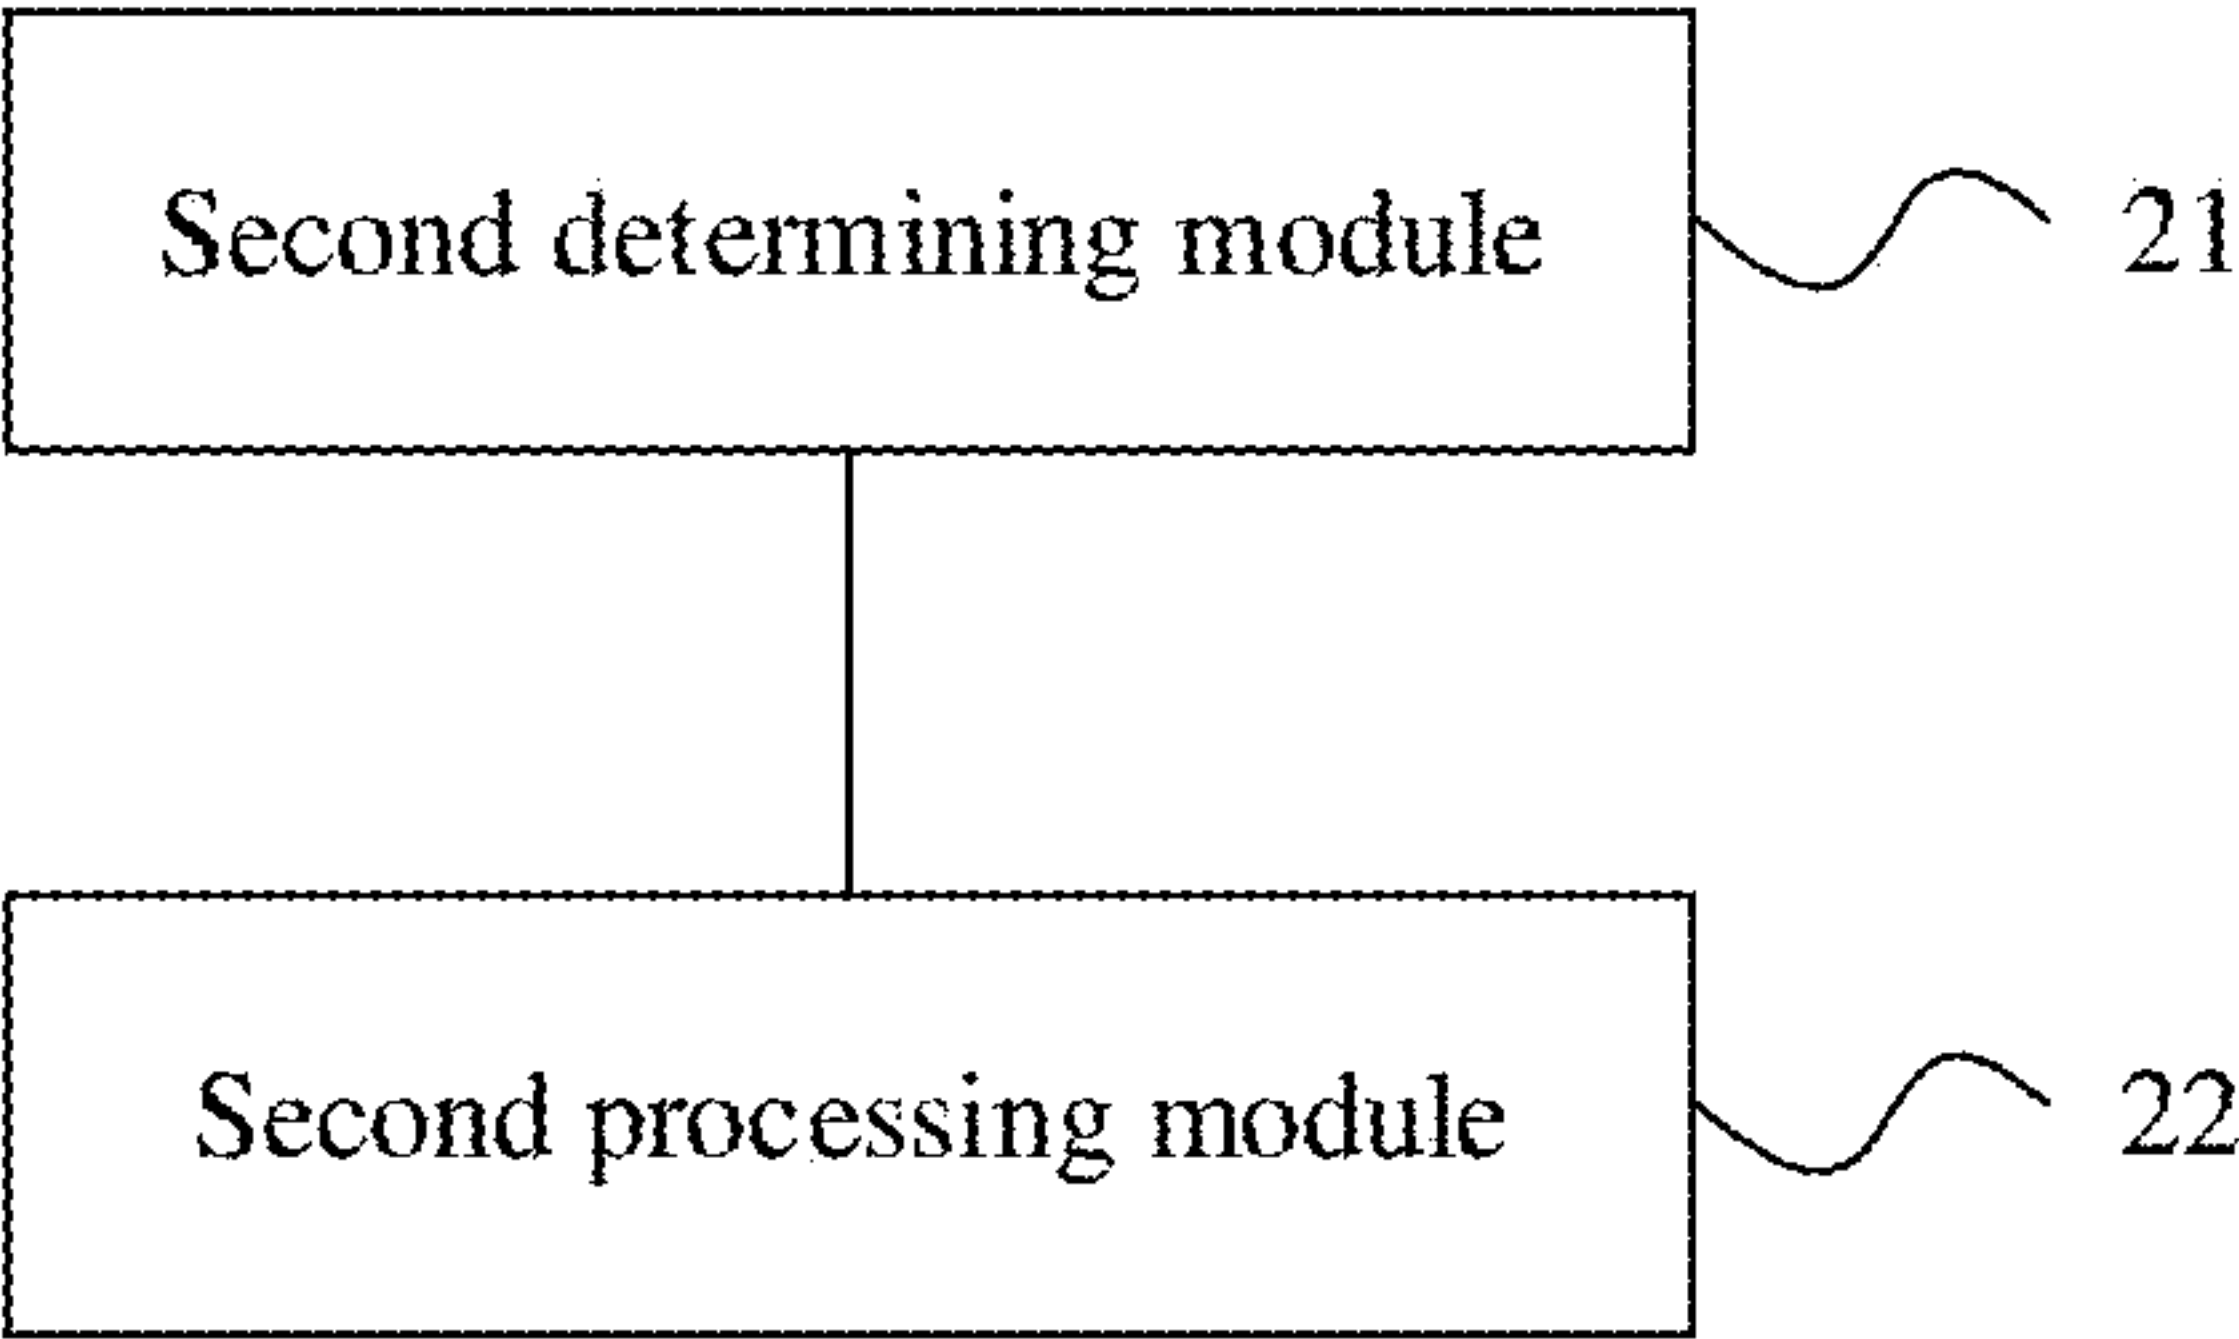 Second determining module 21
Second processing module 22